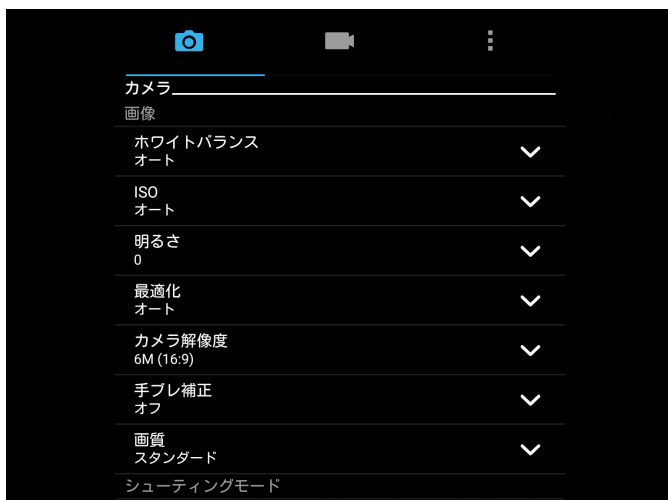 カメラ
画像
ホワイトバランス
オート
ISO
オート
明るさ
0
最適化
オート
カメラ解像度
6M (16:9)
手ブレ補正
オフ
画質
スタンダード
シューティングモード